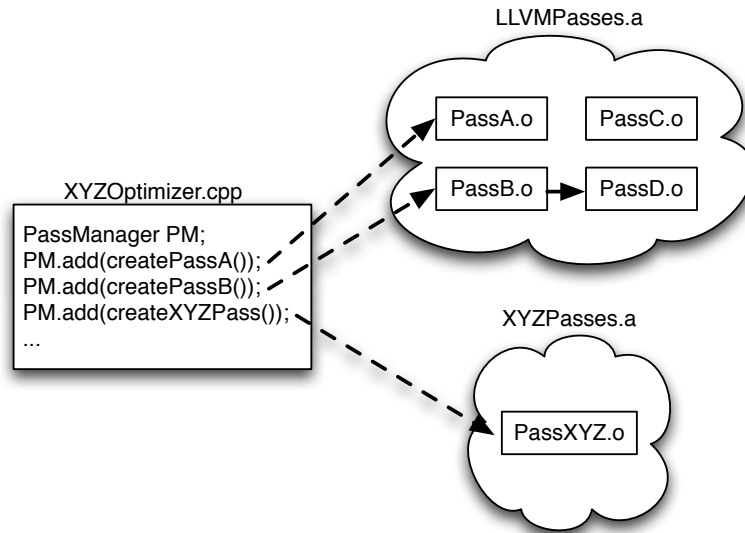 LLVMPasses.a
PassA.o
PassC.o
PassB.o
PassD.o
XYZOptimizer.cpp
PassManager PM;
PM.add(createPassA());
PM.add(createPassB());
PM.add(createXYZPass());
...
XYZPasses.a
PassXYZ.o